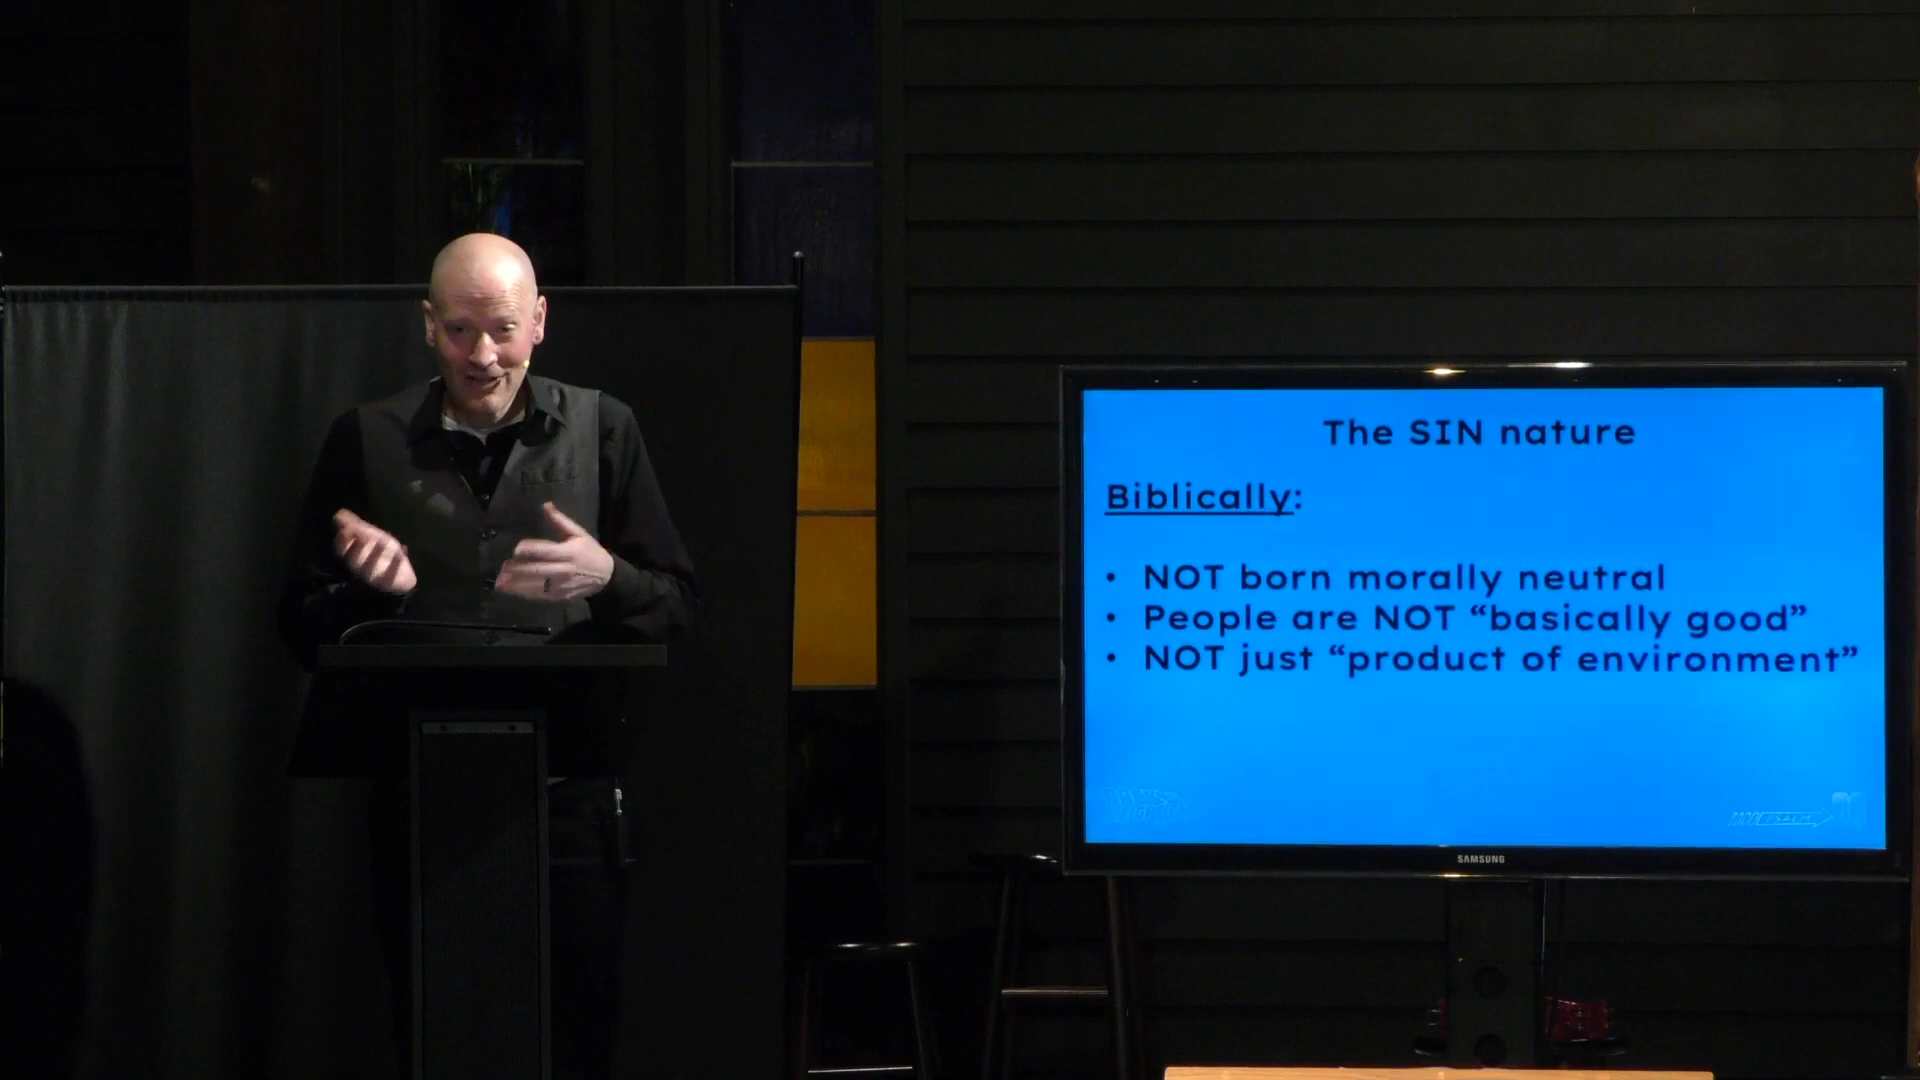 The SIN nature
Biblically:
• NOT born morally neutral
• People are NOT “basically good”
• NOT just “product of environment”
PSALM
SAMSUNG